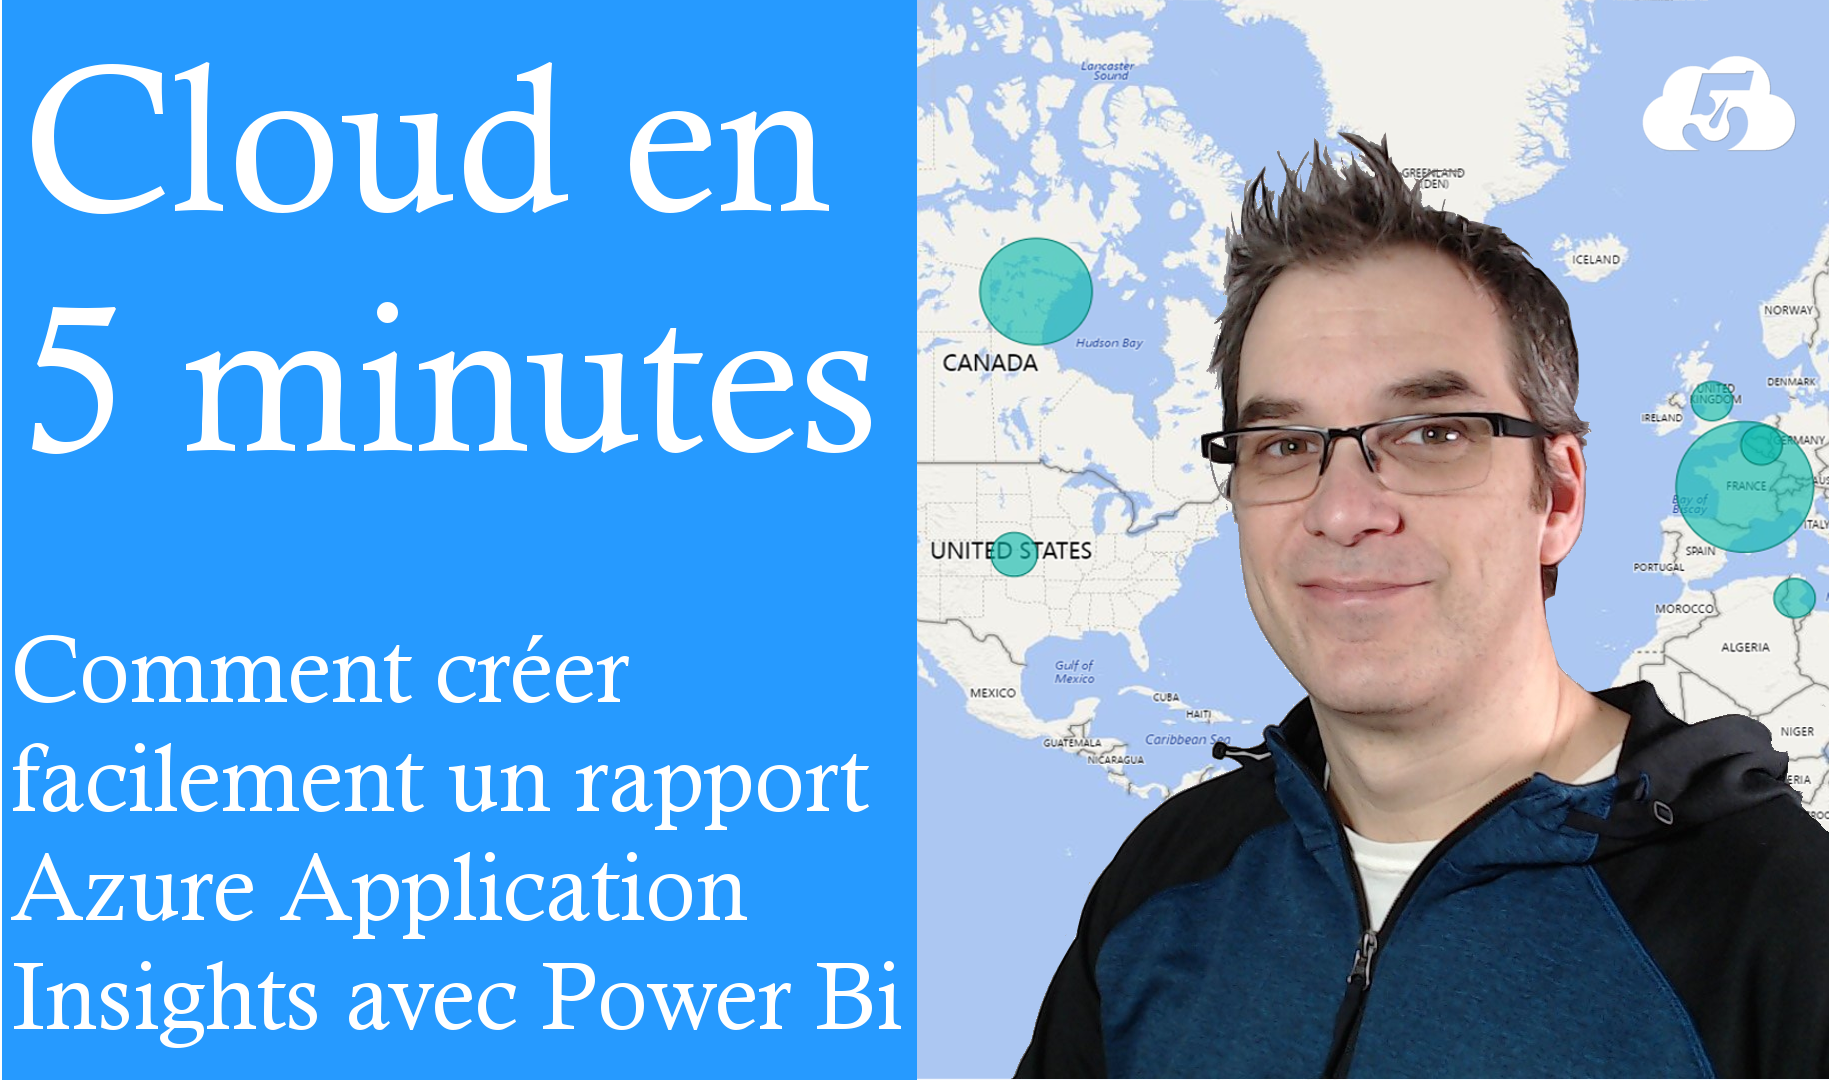 Cloud en
5 minutes
Comment créer
facilement un rapport
Azure Application
Insights avec Power Bi
5
Lancaster
Sound
GREENLAND
(DEN)
ICELAND
NORWAY
Hudson Bay
CANADA
DENMARK
UNITED
KINGDOM
IRELAND
GERMANY
FRANCE
Bay of
Biscay
ITALY
UNITED STATES
SPAIN
PORTUGAL
MOROCCO
ALGERIA
Gulf of
Mexico
MEXICO
CUBA
HAITI
GUATEMALA
Caribbean Sea
NICARAGUA
NIGER